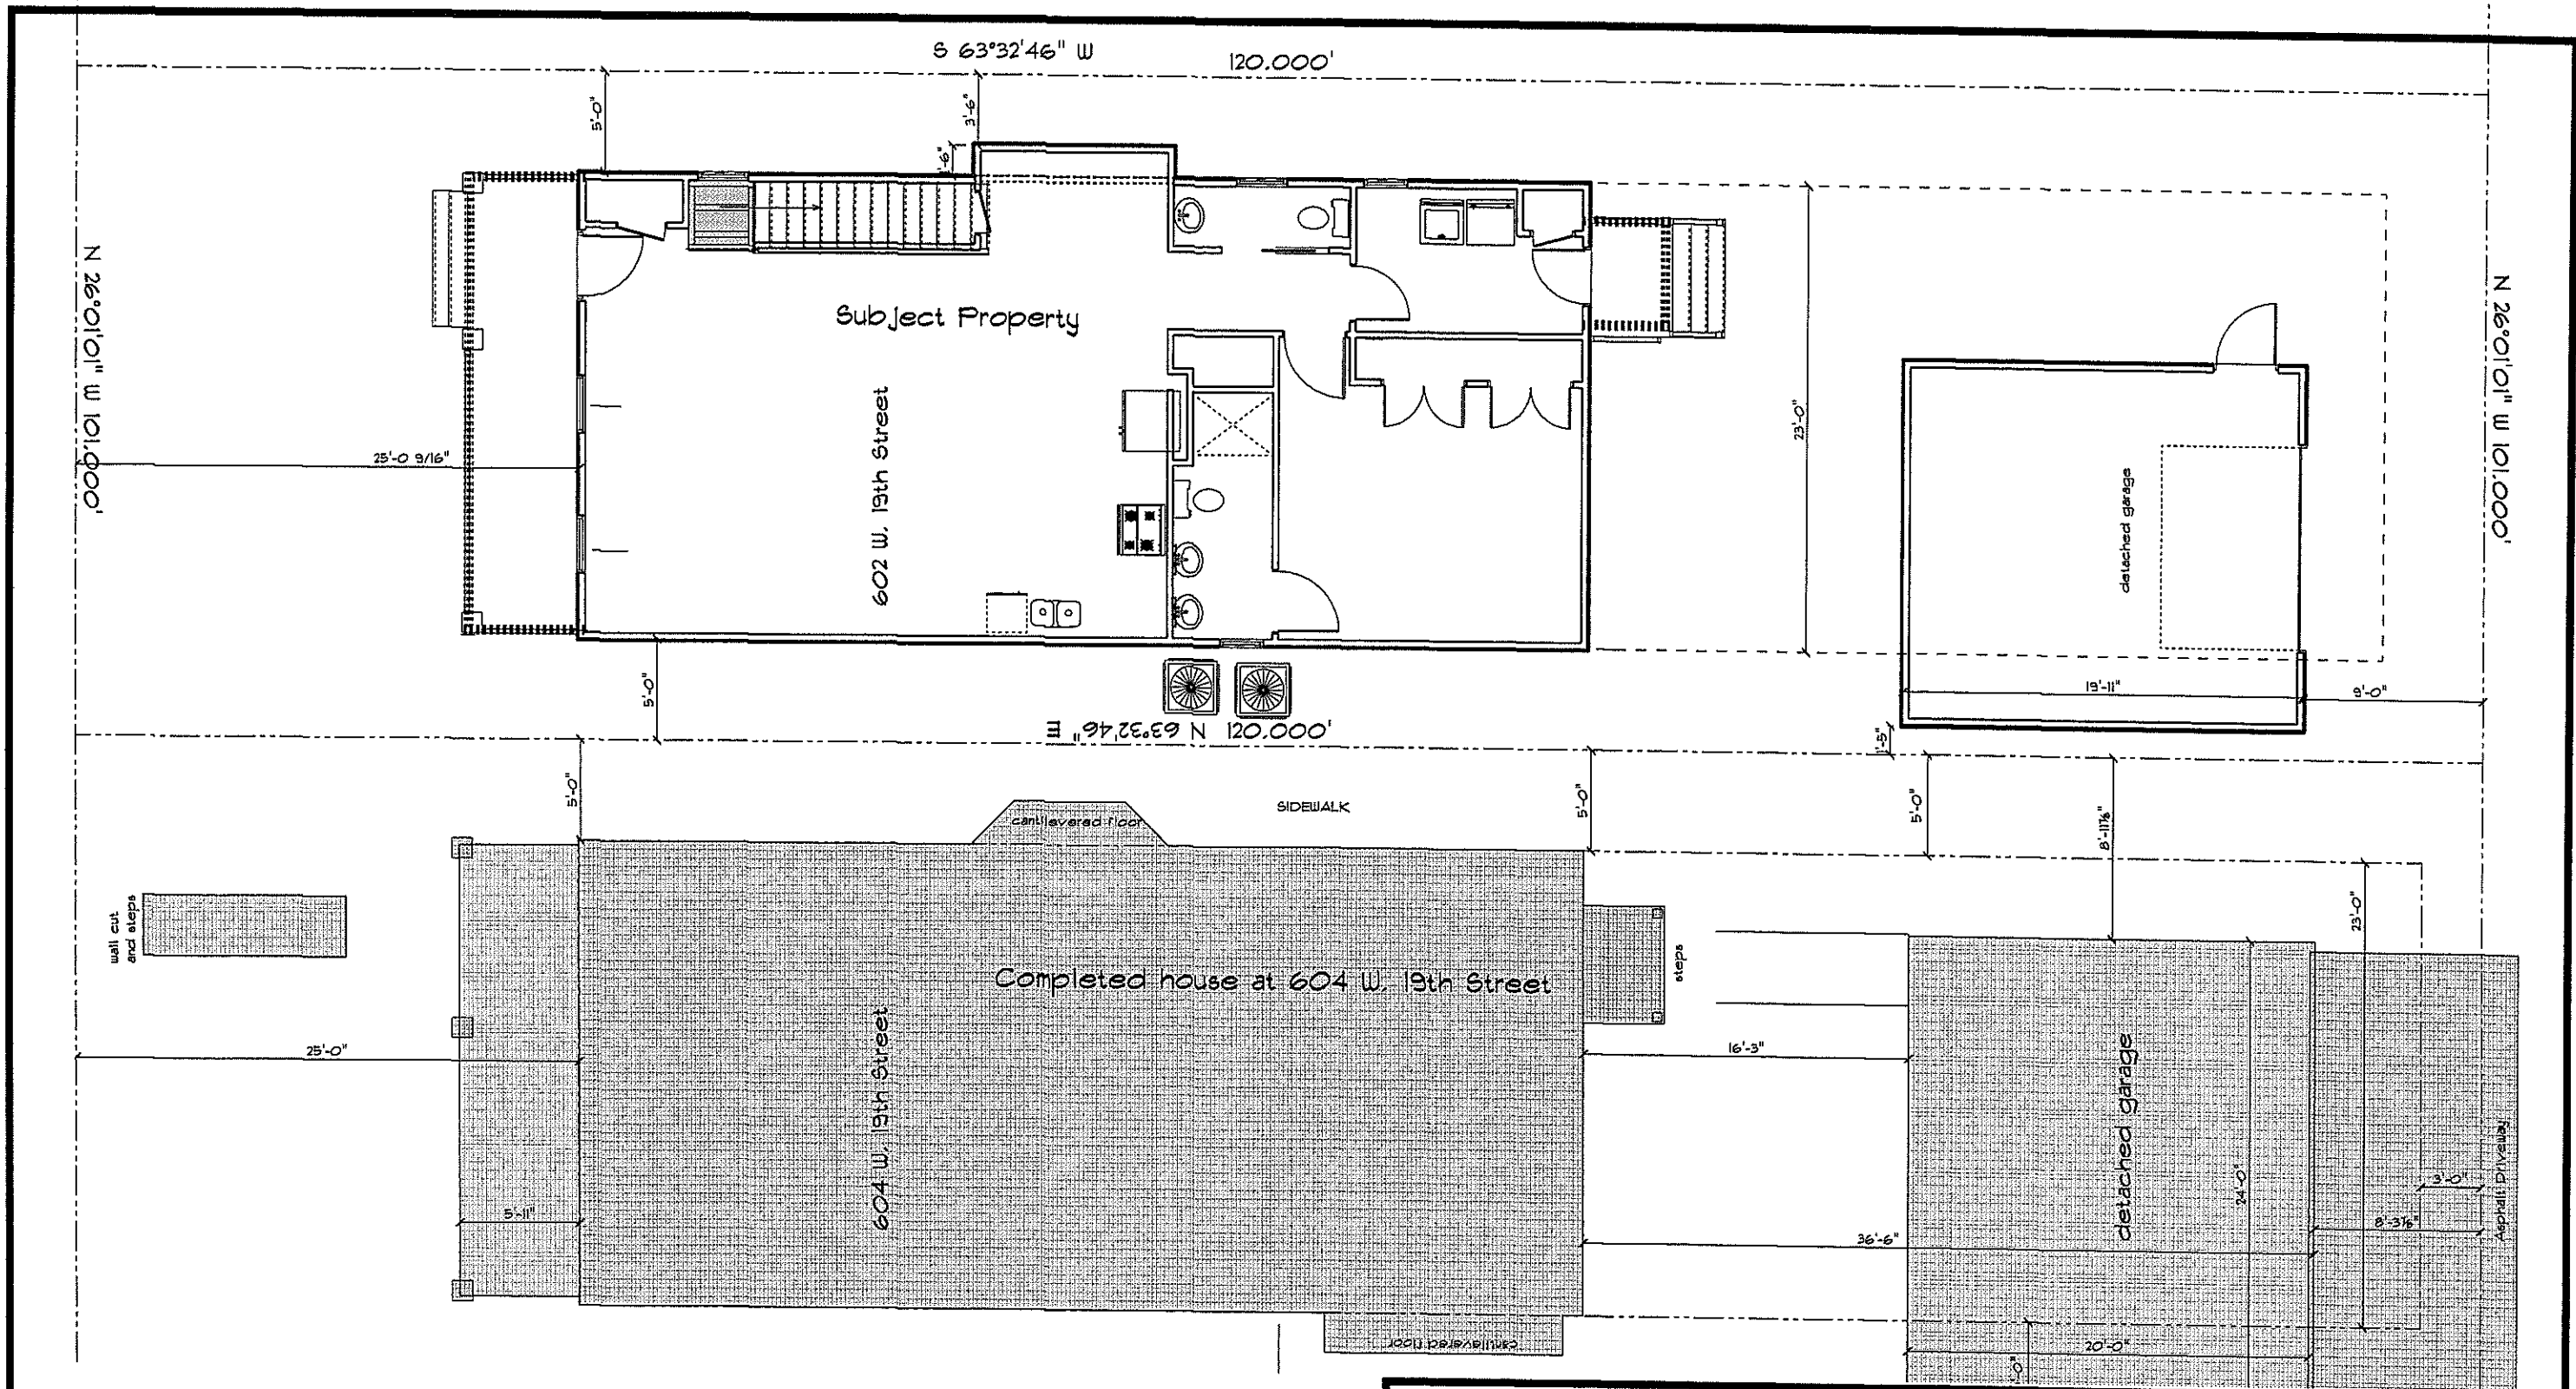 S 63°32'46" W 120.000'
5'-0"
3'-6"
N 26°01'01" W 101.000'
N 26°01'01" W 101.000'
Subject Property
602 W. 19th Street
25'-0 9/16"
23'-0"
detached garage
19'-11"
9'-0"
5'-0"
N 63°32'46" E 120.000'
1'-5"
5'-0"
SIDEWALK
5'-0"
5'-0"
8'-11⅞"
cantilevered floor
wall cut
and steps
Completed house at 604 W. 19th Street
steps
604 W. 19th Street
25'-0"
16'-3"
23'-0"
detached garage
24'-0"
3'-0"
Asphalt Driveway
5'-11"
36'-6"
cantilevered floor
20'-0"